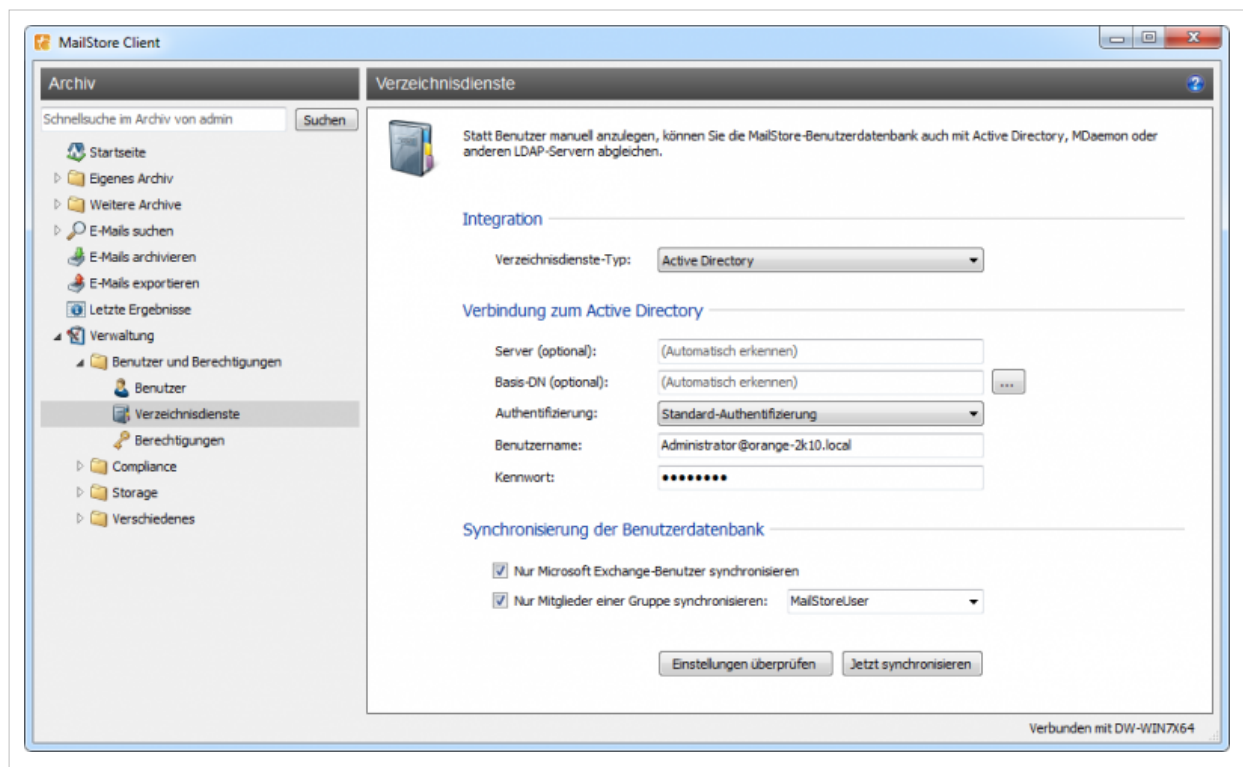 MailStore Client
Archiv
Verzeichnisdienste
Schnellsuche im Archiv von admin
Suchen
Startseite
Eigenes Archiv
Weitere Archive
E-Mails suchen
E-Mails archivieren
E-Mails exportieren
Letzte Ergebnisse
Verwaltung
Benutzer und Berechtigungen
Benutzer
Verzeichnisdienste
Berechtigungen
Compliance
Storage
Verschiedenes
Statt Benutzer manuell anzulegen, können Sie die MailStore-Benutzerdatenbank auch mit Active Directory, MDaemon oder
anderen LDAP-Servern abgleichen.
Integration
Verzeichnisdienste-Typ: Active Directory
Verbindung zum Active Directory
Server (optional): (Automatisch erkennen)
Basis-DN (optional): (Automatisch erkennen) ...
Authentifizierung: Standard-Authentifizierung
Benutzername: Administrator@orange-2k10.local
Kennwort: ●●●●●●●●
Synchronisierung der Benutzerdatenbank
Nur Microsoft Exchange-Benutzer synchronisieren
Nur Mitglieder einer Gruppe synchronisieren: MailStoreUser
Einstellungen überprüfen Jetzt synchronisieren
Verbunden mit DW-WIN7X64